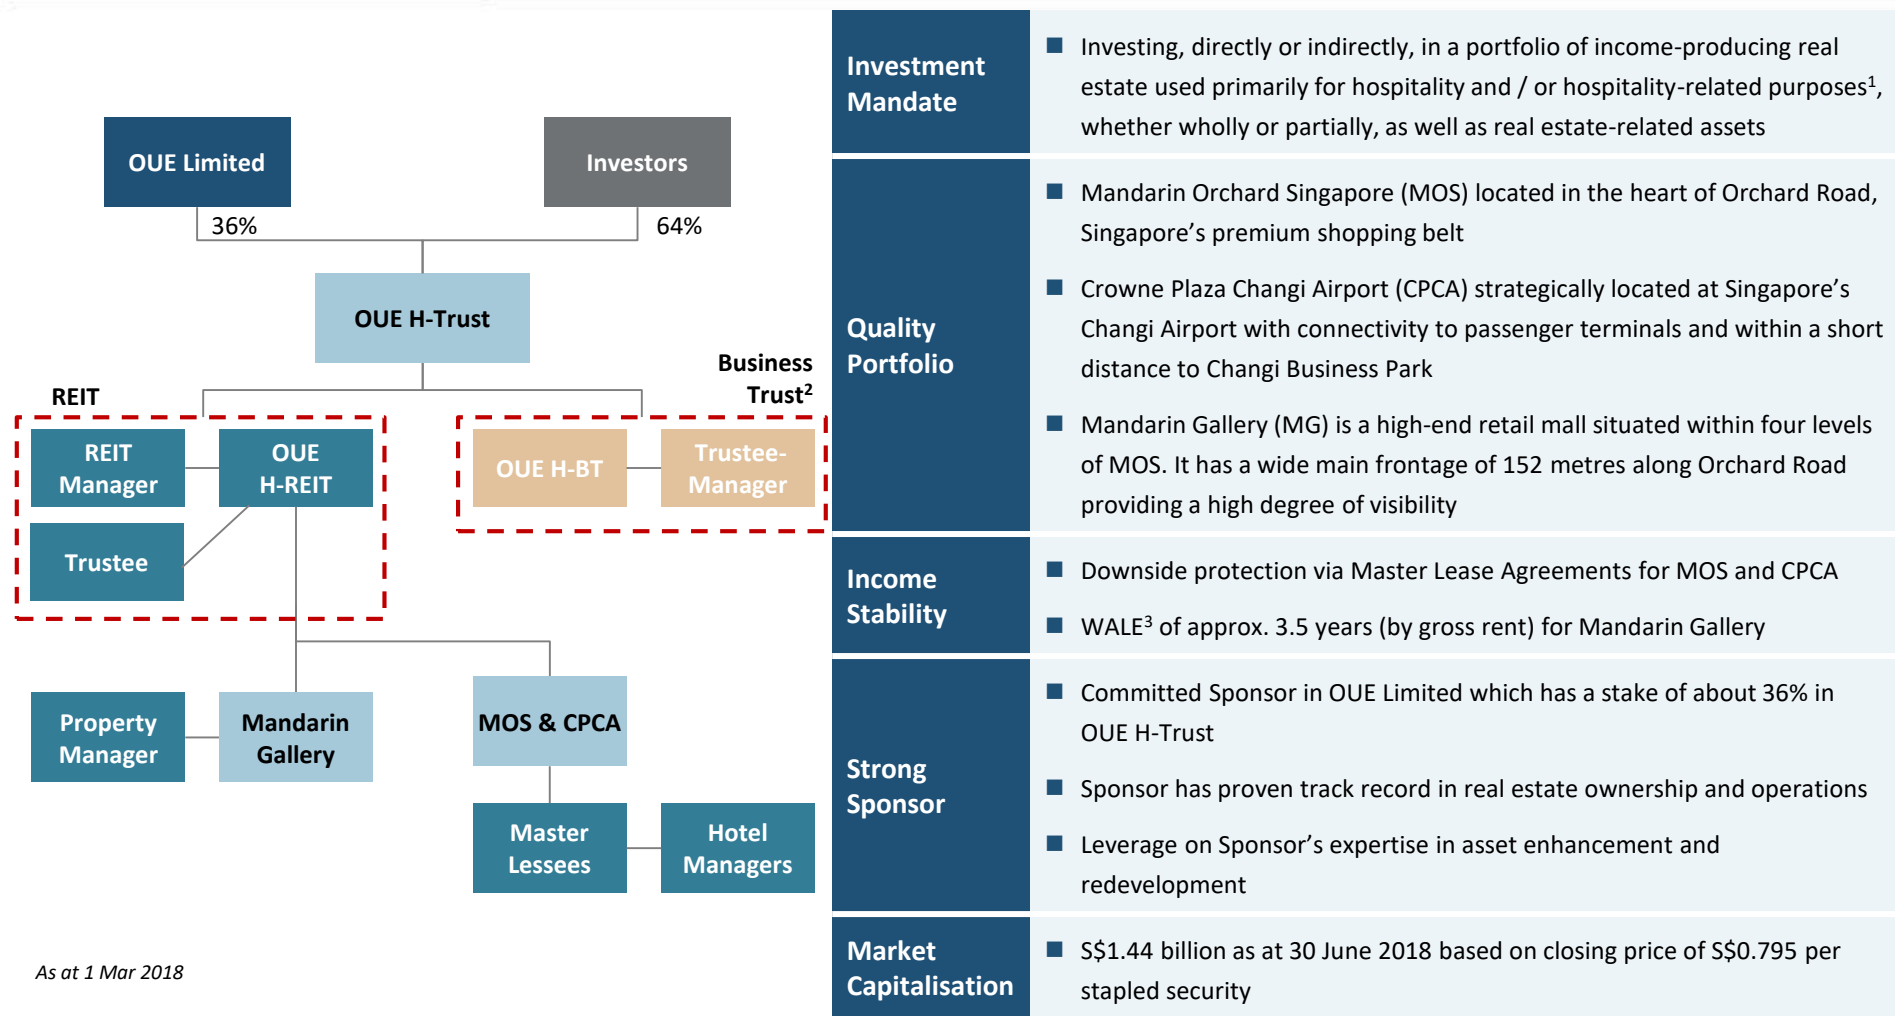 OUE Limited
Investors
36%
64%
OUE H-Trust
REIT
Business
Trust²
REIT
Manager
OUE
H-REIT
Trustee
OUE H-BT
Trustee-
Manager
Property
Manager
Mandarin
Gallery
MOS & CPCA
Master
Lessees
Hotel
Managers
As at 1 Mar 2018
Investment
Mandate
Investing, directly or indirectly, in a portfolio of income-producing real
estate used primarily for hospitality and / or hospitality-related purposes¹,
whether wholly or partially, as well as real estate-related assets
Quality
Portfolio
Mandarin Orchard Singapore (MOS) located in the heart of Orchard Road,
Singapore’s premium shopping belt
Crowne Plaza Changi Airport (CPCA) strategically located at Singapore’s
Changi Airport with connectivity to passenger terminals and within a short
distance to Changi Business Park
Mandarin Gallery (MG) is a high-end retail mall situated within four levels
of MOS. It has a wide main frontage of 152 metres along Orchard Road
providing a high degree of visibility
Income
Stability
Downside protection via Master Lease Agreements for MOS and CPCA
WALE³ of approx. 3.5 years (by gross rent) for Mandarin Gallery
Strong
Sponsor
Committed Sponsor in OUE Limited which has a stake of about 36% in
OUE H-Trust
Sponsor has proven track record in real estate ownership and operations
Leverage on Sponsor’s expertise in asset enhancement and
redevelopment
Market
Capitalisation
S$1.44 billion as at 30 June 2018 based on closing price of S$0.795 per
stapled security